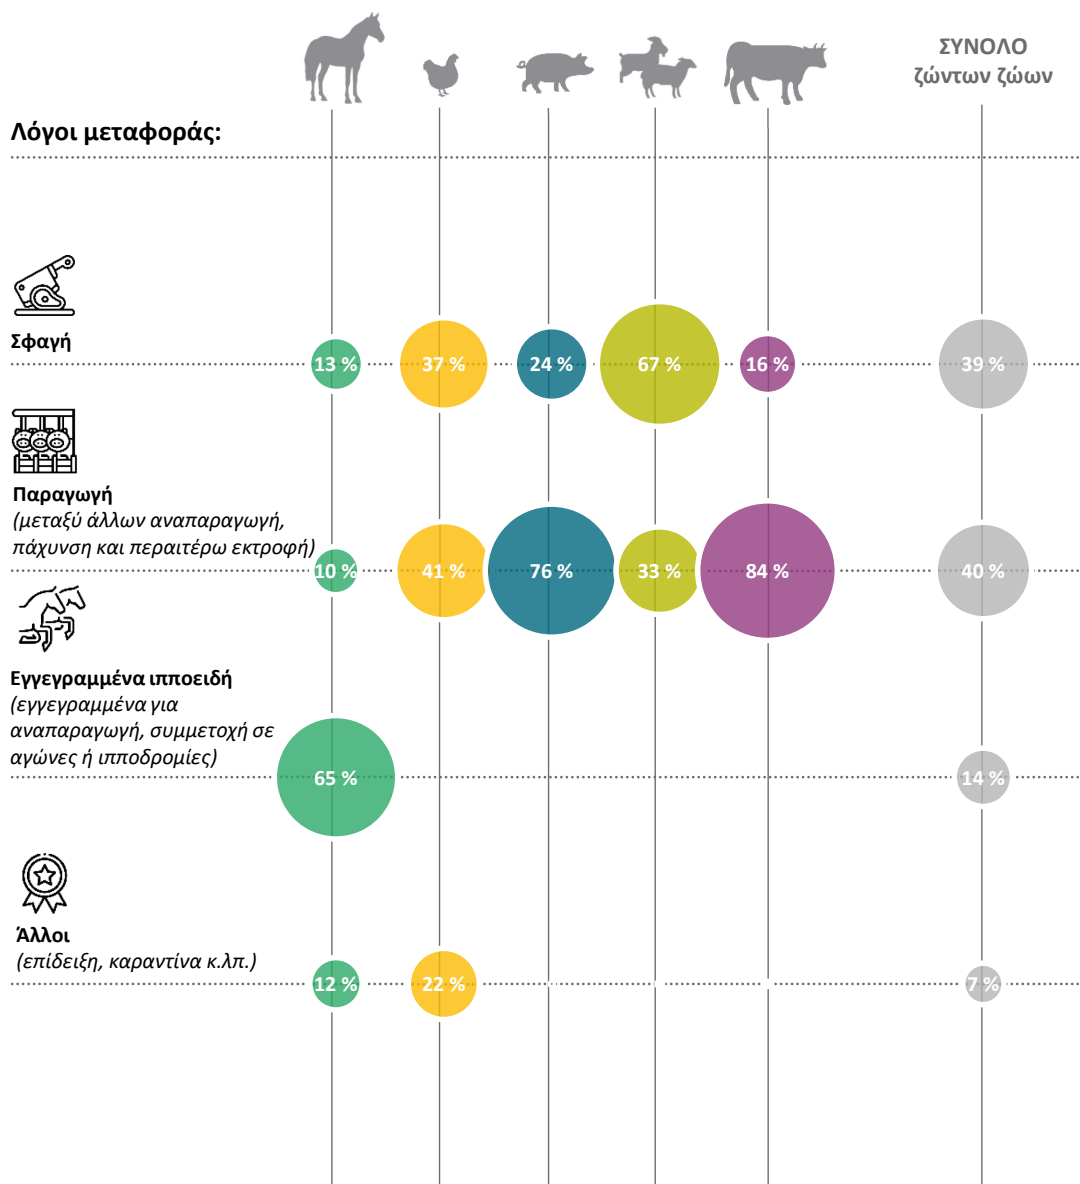 ΣΥΝΟΛΟ
ζώντων ζώων
Λόγοι μεταφοράς:
Σφαγή
13 % 37 % 24 % 67 % 16 % 39 %
Παραγωγή
(μεταξύ άλλων αναπαραγωγή,
πάχυνση και περαιτέρω εκτροφή)
10 % 41 % 76 % 33 % 84 % 40 %
Εγγεγραμμένα ιπποειδή
(εγγεγραμμένα για
αναπαραγωγή, συμμετοχή σε
αγώνες ή ιπποδρομίες)
65 % 14 %
Άλλοι
(επίδειξη, καραντίνα κ.λπ.)
12 % 22 % 7 %